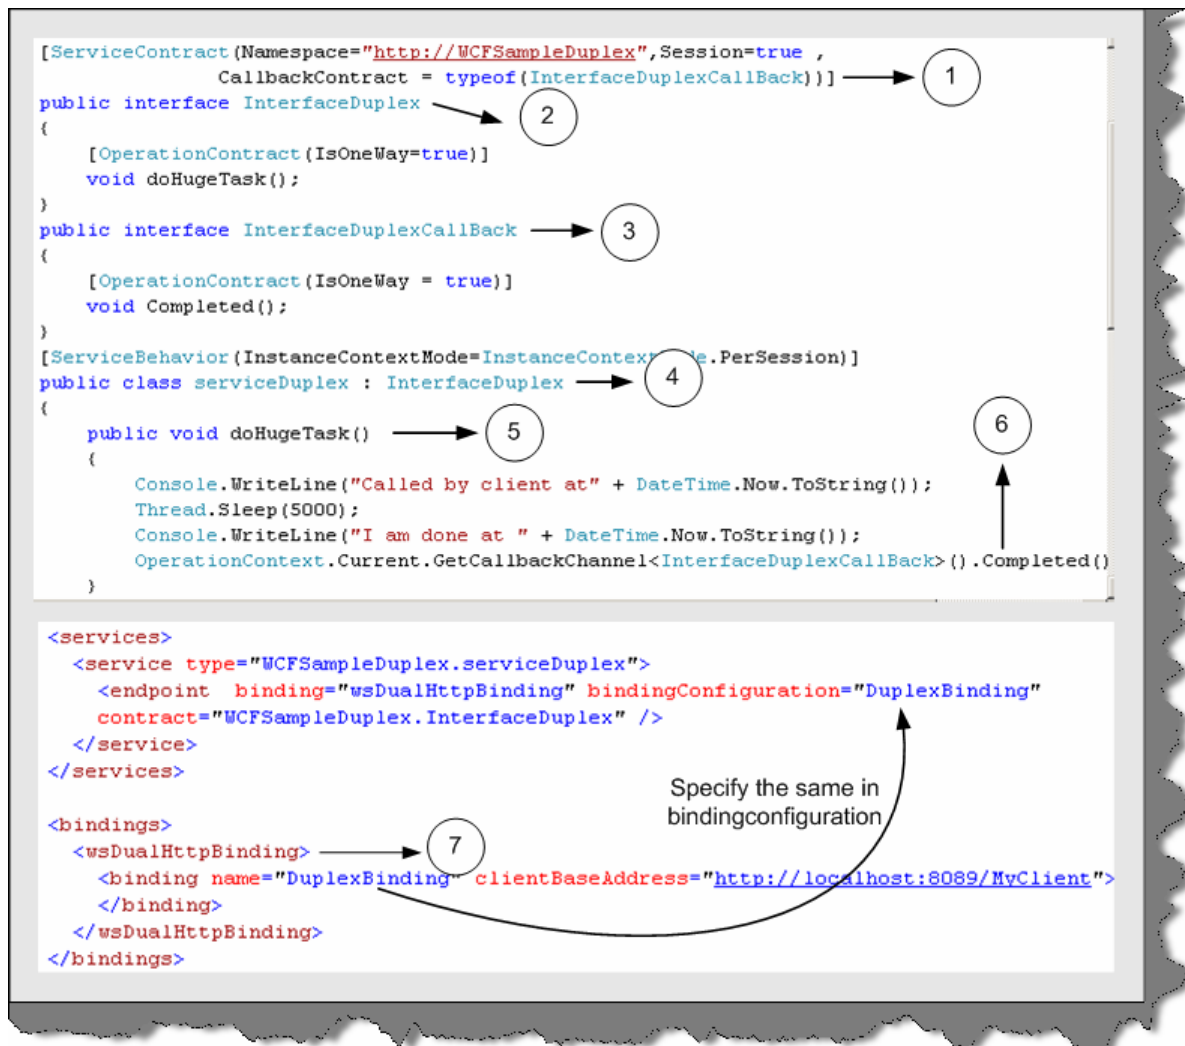 [ServiceContract(Namespace="http://WCFSampleDuplex",Session=true ,
CallbackContract = typeof(InterfaceDuplexCallBack))]
1
public interface InterfaceDuplex
2
{
[OperationContract(IsOneWay=true)]
void doHugeTask();
}
public interface InterfaceDuplexCallBack
3
{
[OperationContract(IsOneWay = true)]
void Completed();
}
[ServiceBehavior(InstanceContextMode=InstanceContext de.PerSession)]
public class serviceDuplex : InterfaceDuplex
4
{
public void doHugeTask()
5
6
{
Console.WriteLine("Called by client at" + DateTime.Now.ToString());
Thread.Sleep(5000);
Console.WriteLine("I am done at " + DateTime.Now.ToString());
OperationContext.Current.GetCallbackChannel<InterfaceDuplexCallBack>().Completed()
}
<services>
<service type="WCFSampleDuplex.serviceDuplex">
<endpoint binding="wsDualHttpBinding" bindingConfiguration="DuplexBinding"
contract="WCFSampleDuplex.InterfaceDuplex" />
</service>
</services>
Specify the same in
bindingconfiguration
<bindings>
<wsDualHttpBinding>
7
<binding name="DuplexBinding" clientBaseAddress="http://localhost:8089/MyClient">
</binding>
</wsDualHttpBinding>
</bindings>